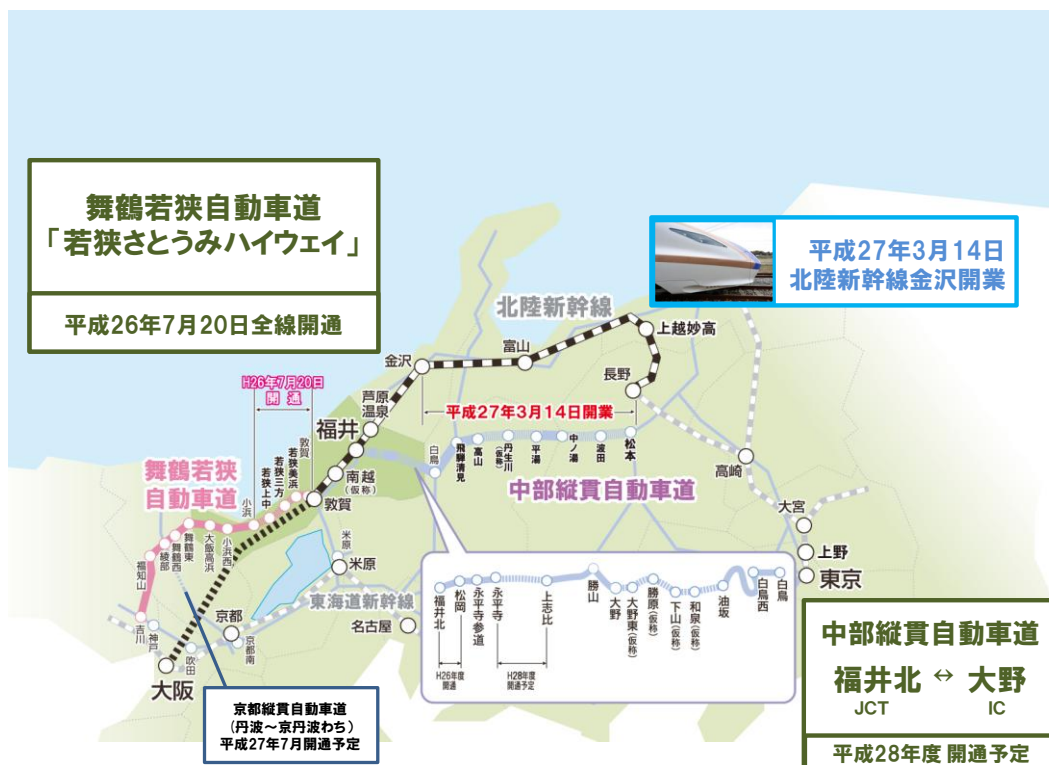 舞鶴若狭自動車道
「若狭さとうみハイウェイ」
平成26年7月20日全線開通
平成27年3月14日
北陸新幹線金沢開業
北陸新幹線
上越妙高
富山
金沢
長野
H26年7月20日
開通
芦原
温泉
平成27年3月14日開業
福井
敦賀
若狭美浜
若狭三方
若狭上中
小浜
南越
(仮称)
敦賀
白鳥
飛騨清見
高山
丹生川
(仮称)
平湯
中ノ湯
波田
松本
高崎
中部縦貫自動車道
舞鶴若狭
自動車道
小浜西
大飯高浜
舞鶴東
舞鶴西
綾部
福知山
吉川
神戸
吹田
大阪
京都
京都南
米原
米原
東海道新幹線
名古屋
大宮
上野
東京
福井北
松岡
永平寺参道
永平寺
上志比
勝山
大野
大野東(仮称)
勝原(仮称)
下山(仮称)
和泉(仮称)
油坂
白鳥西
白鳥
H26年度
開通
H28年度
開通予定
京都縦貫自動車道
(丹波～京丹波わち)
平成27年7月開通予定
中部縦貫自動車道
福井北 ↔ 大野
JCT IC
平成28年度 開通予定